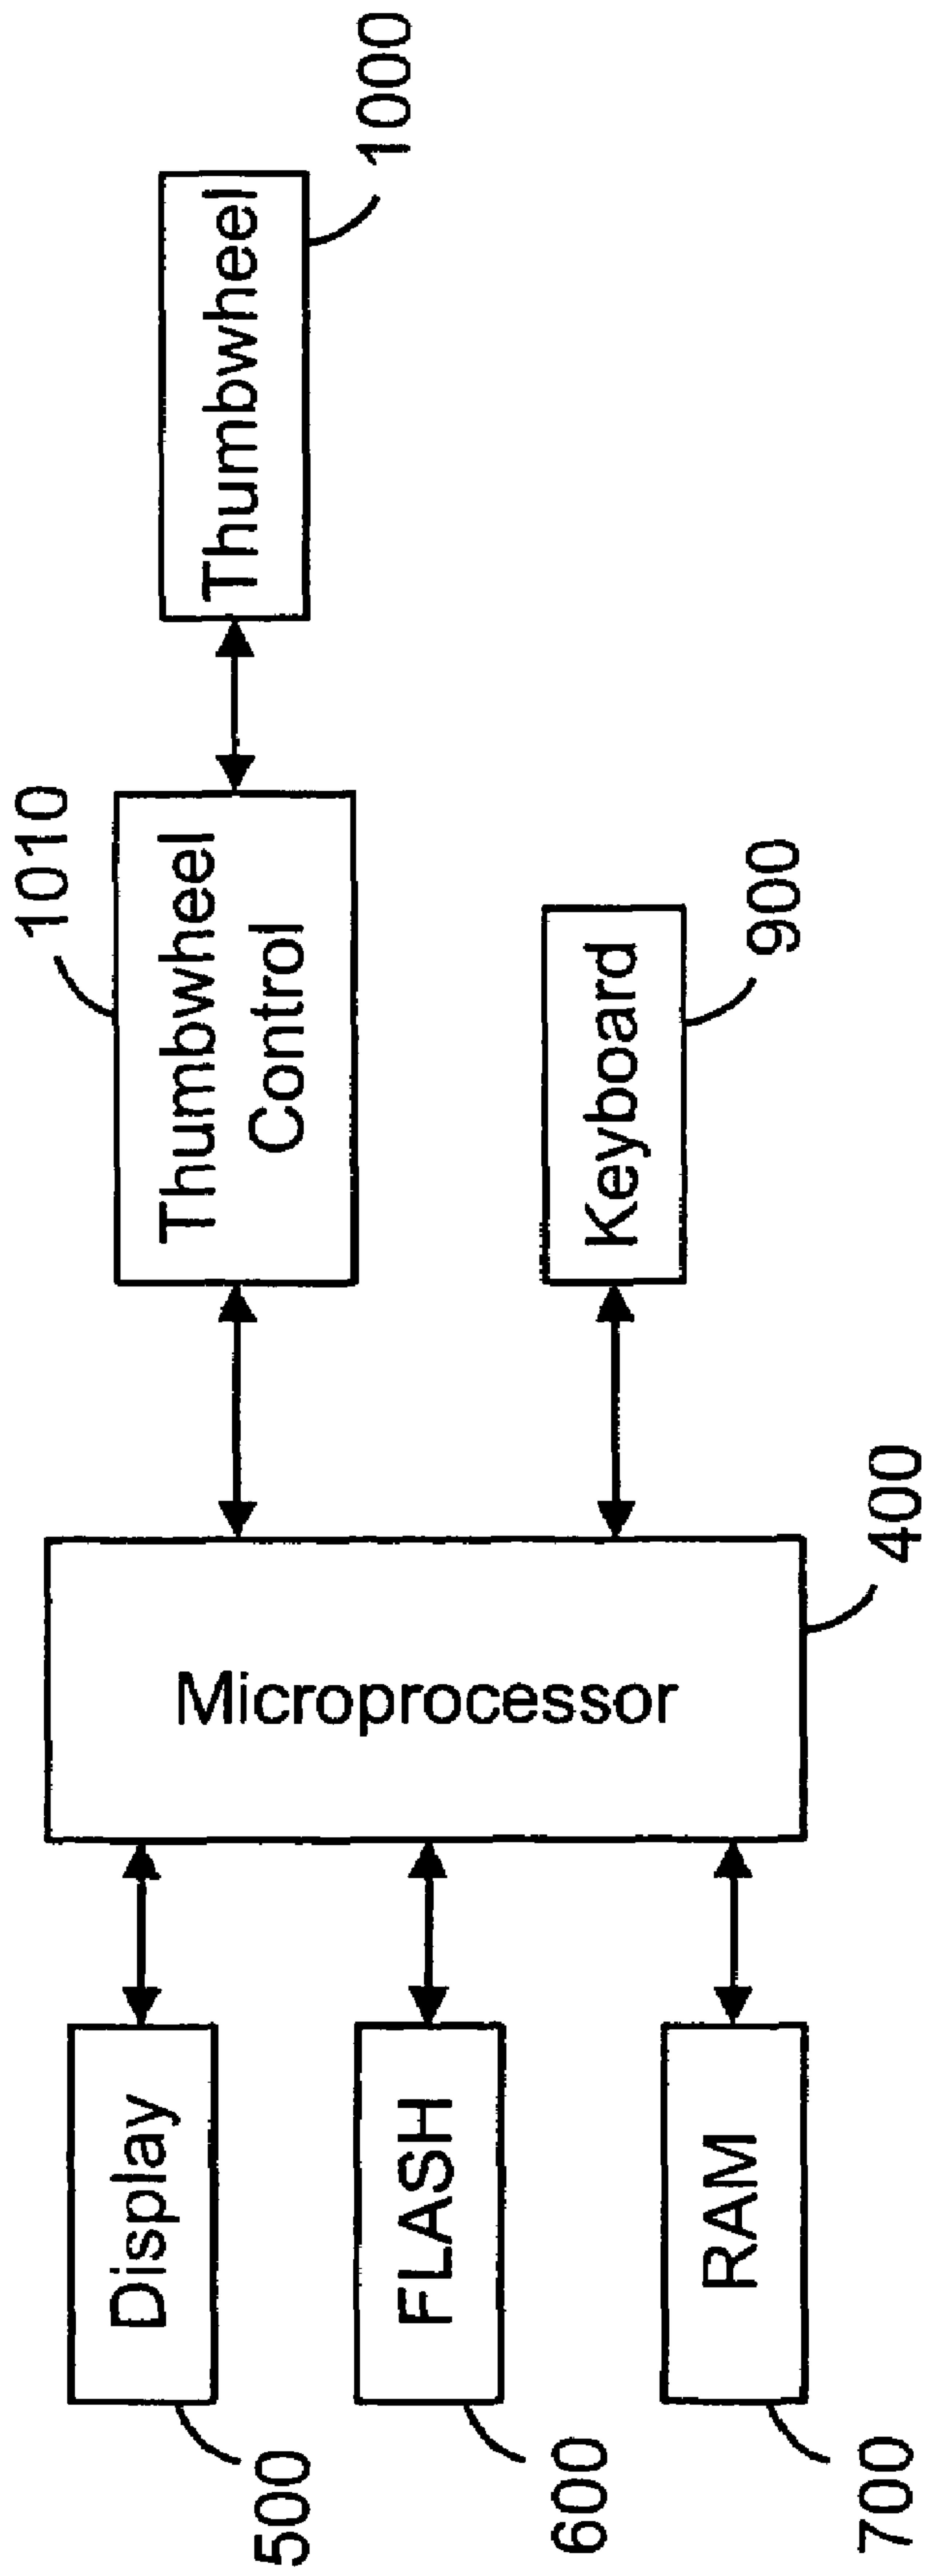 500
Display
600
FLASH
700
RAM
Microprocessor
400
1010
Thumbwheel
Control
Keyboard
900
Thumbwheel
1000